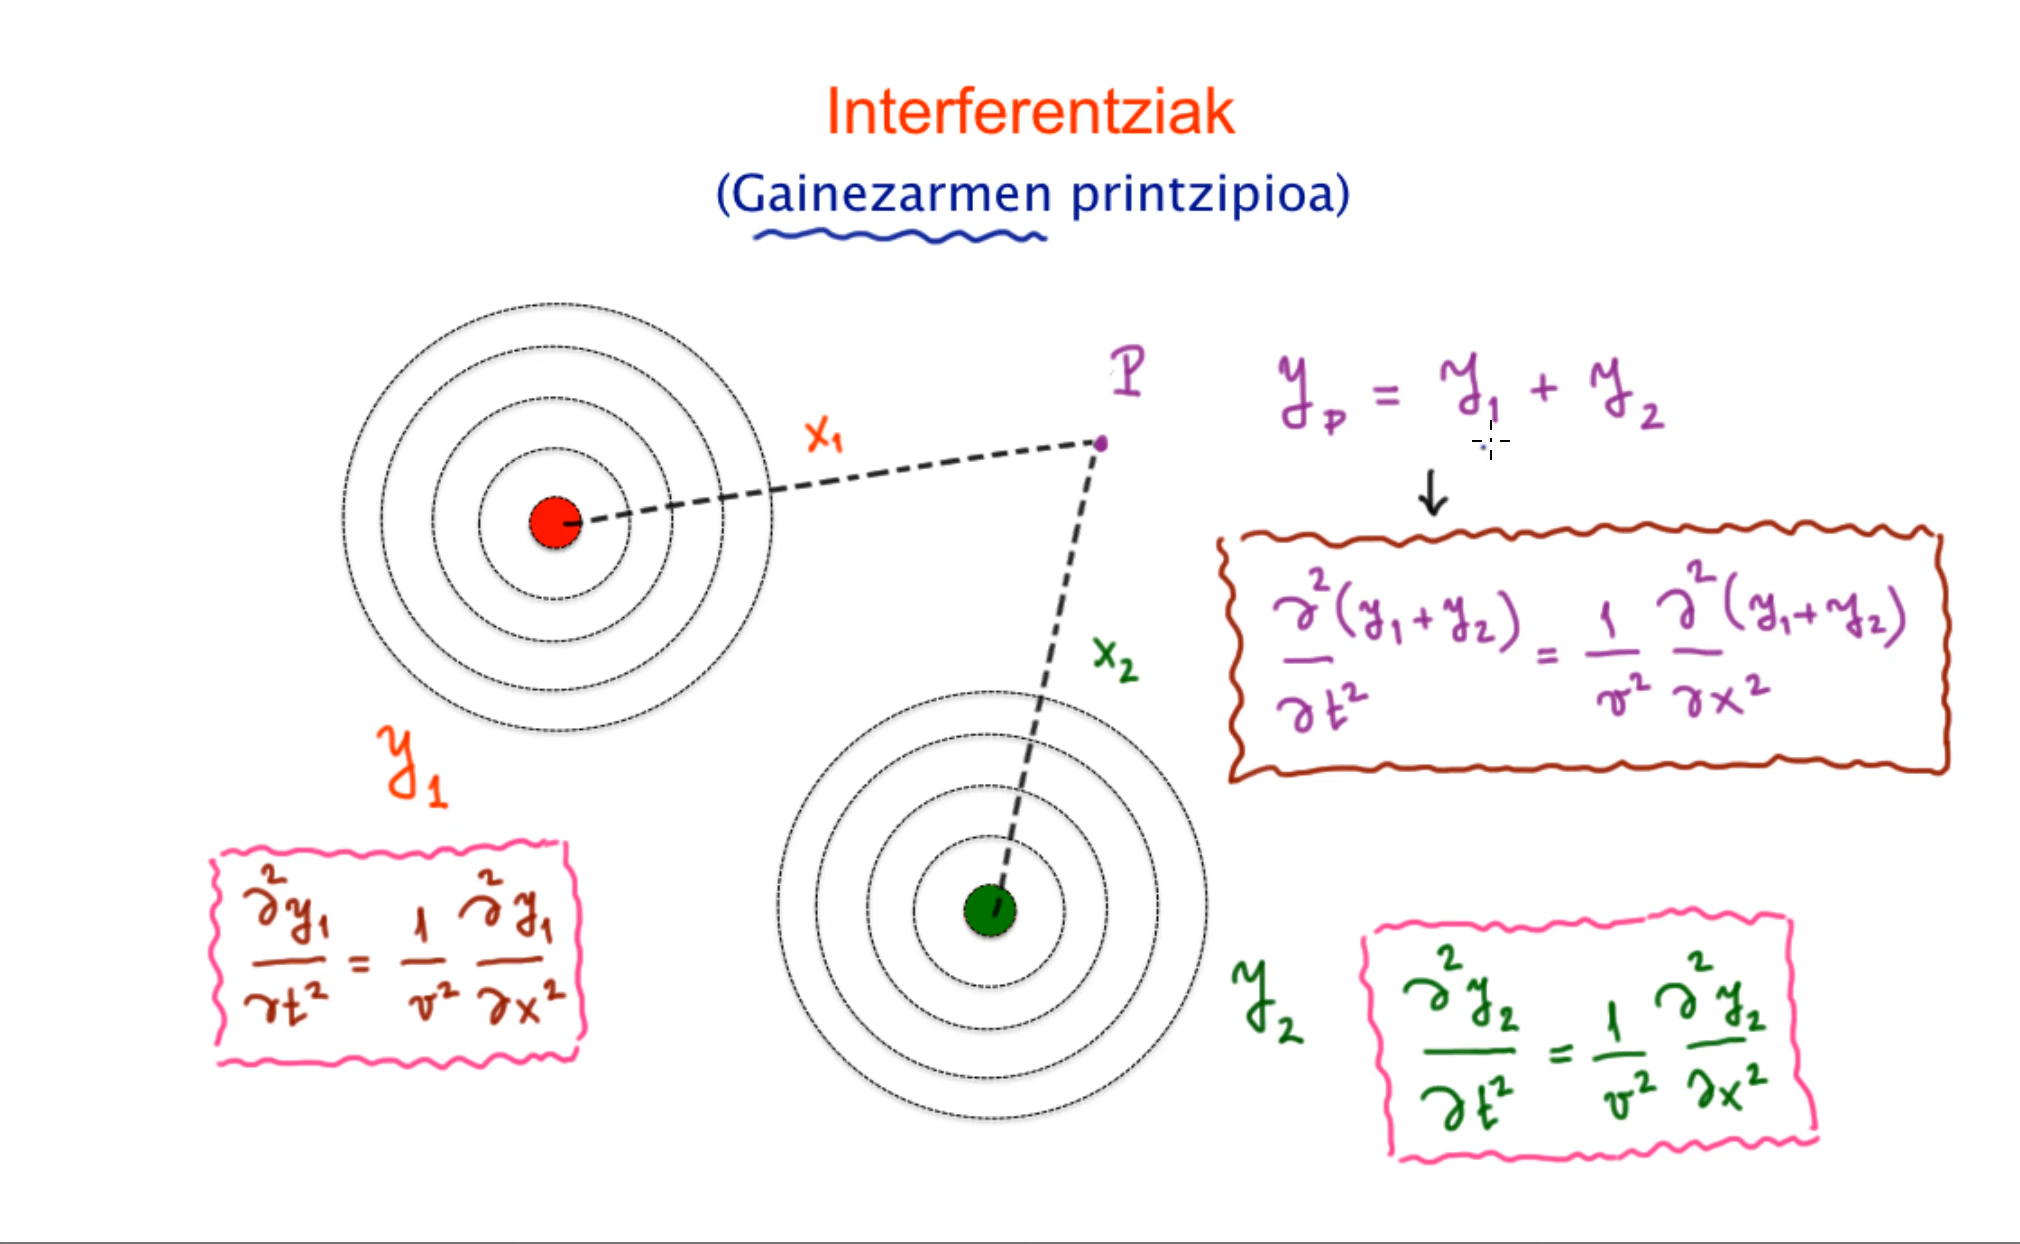 Interferentziak
(Gainezarmen printzipioa)
P
x₁
y_P = y₁ + y₂
↓
∂²(y₁+y₂)/∂t² = 1/v² ∂²(y₁+y₂)/∂x²
x₂
y₁
∂²y₁/∂t² = 1/v² ∂²y₁/∂x²
y₂
∂²y₂/∂t² = 1/v² ∂²y₂/∂x²